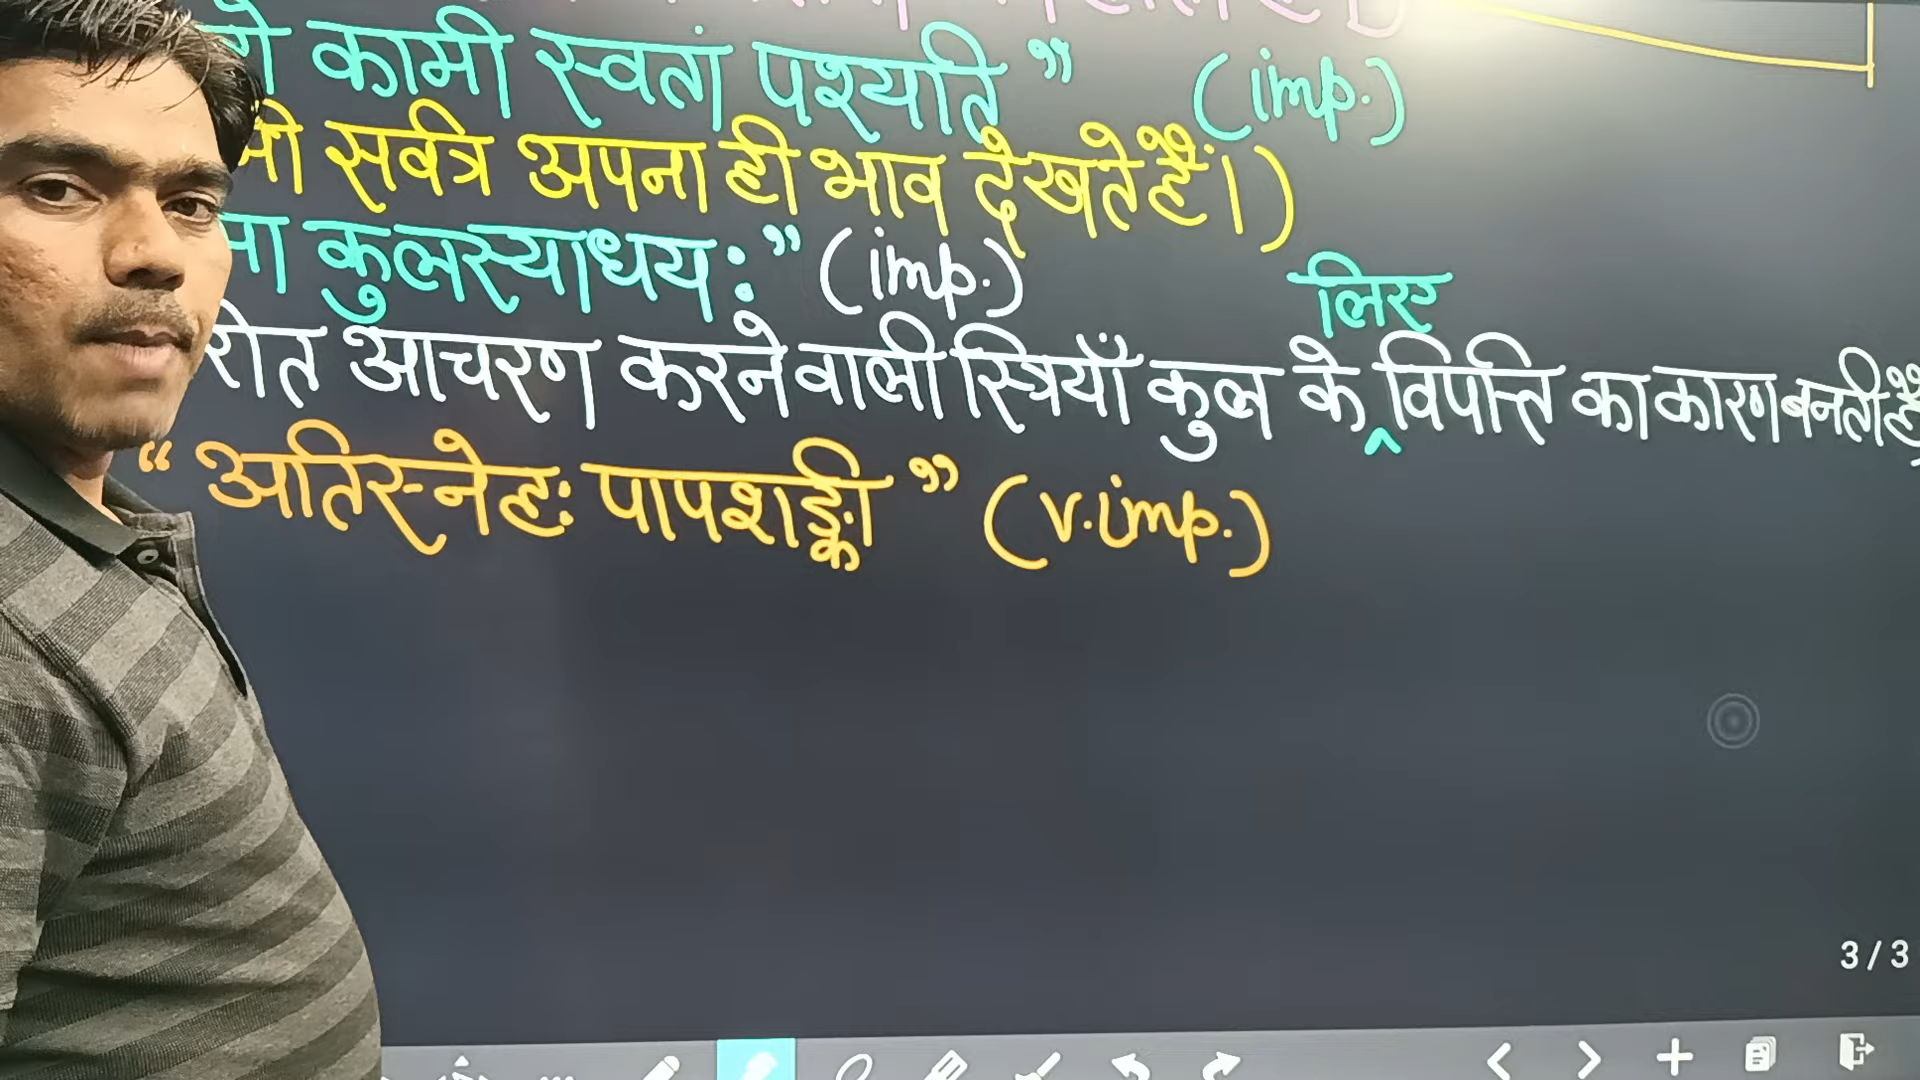 कामी स्वतां पश्यति ” (imp.)
सर्वत्र अपना ही भाव देखते हैं।)
कुलस्याधयः” (imp.)
लिए
रीत आचरण करने वाली स्त्रियाँ कुल के ^ विपत्ति का कारण बनती हैं
“ अतिस्नेहः पापशङ्की ” (v.imp.)
3/3